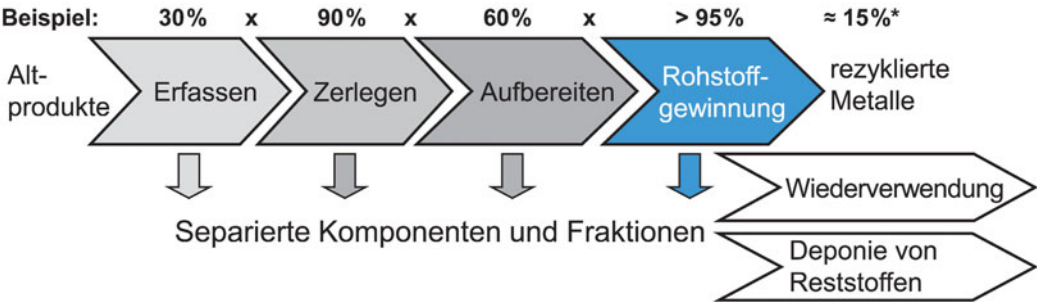 Beispiel: 30% x 90% x 60% x > 95% ≈ 15%*
Alt-
produkte
Erfassen
Zerlegen
Aufbereiten
Rohstoff-
gewinnung
rezyklierte
Metalle
Separierte Komponenten und Fraktionen
Wiederverwendung
Deponie von
Reststoffen